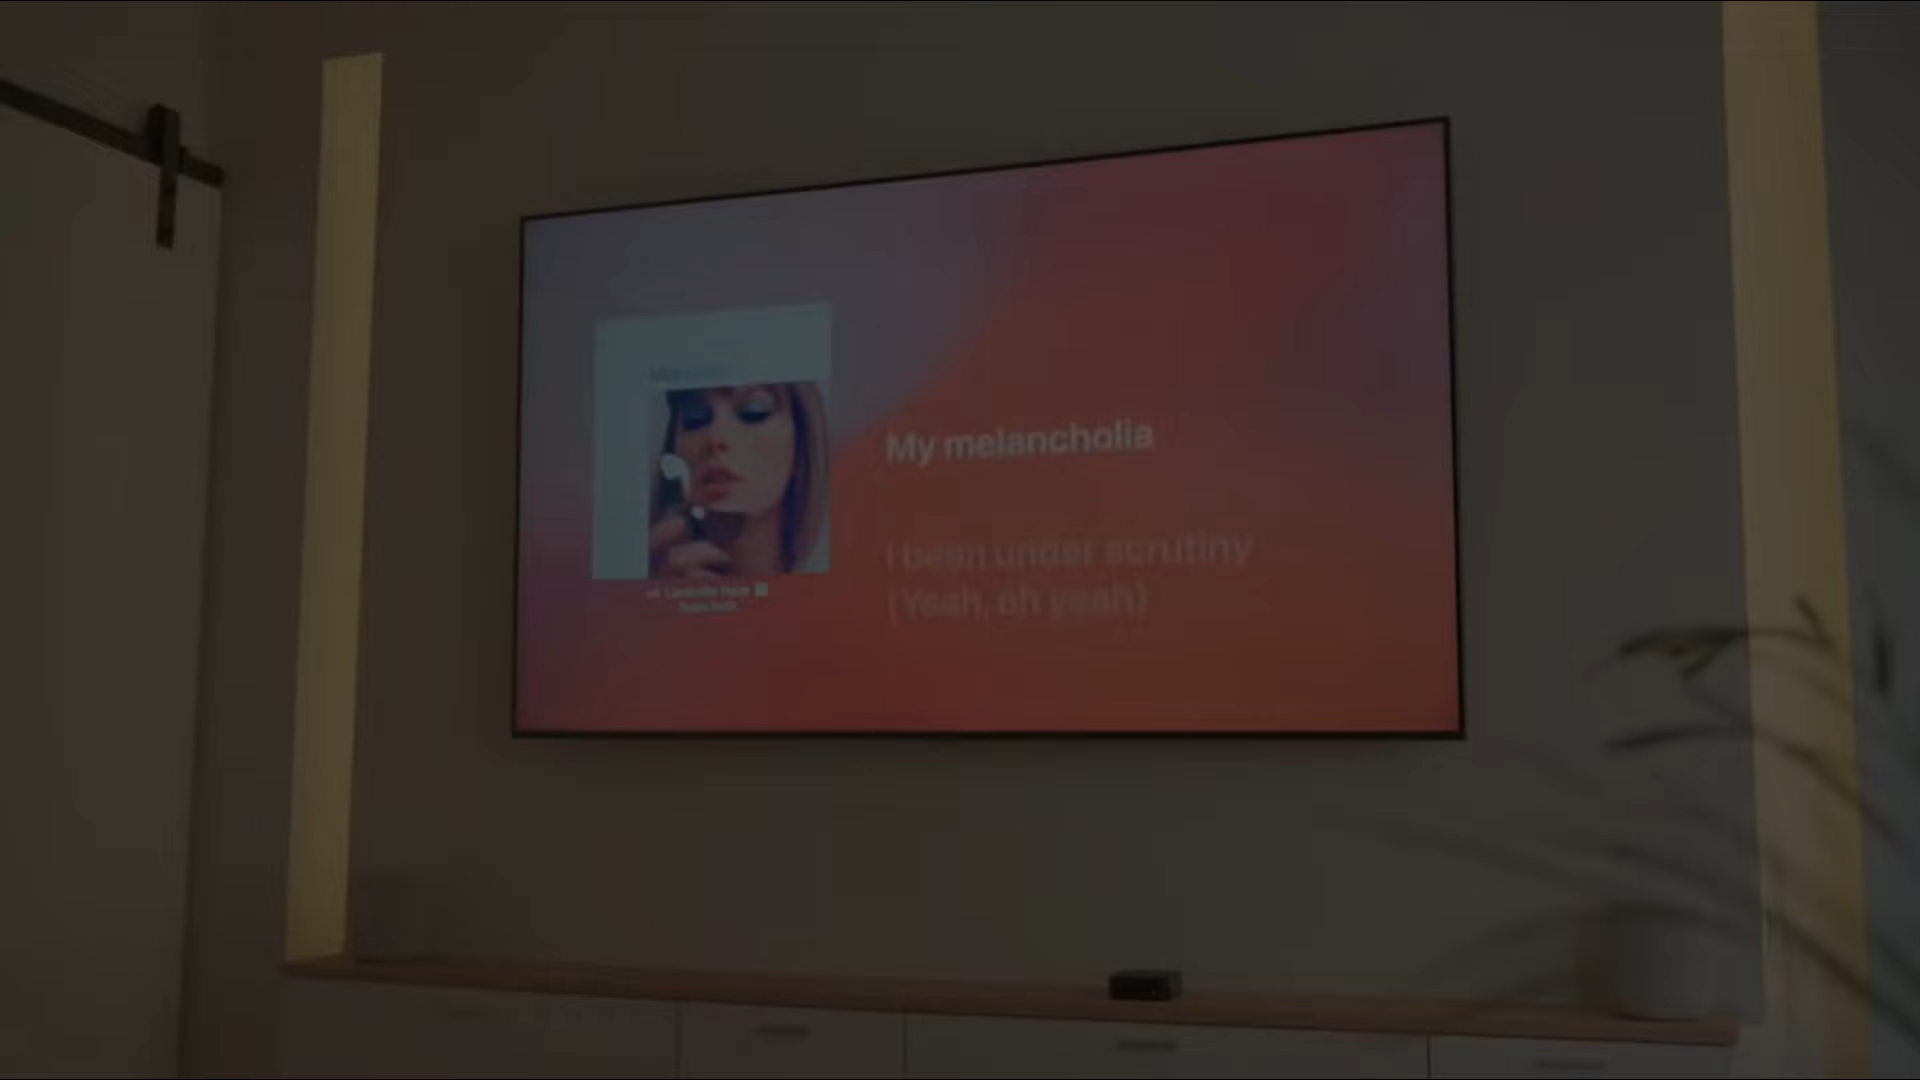 My melancholia
I been under scrutiny
(Yeah, oh yeah)